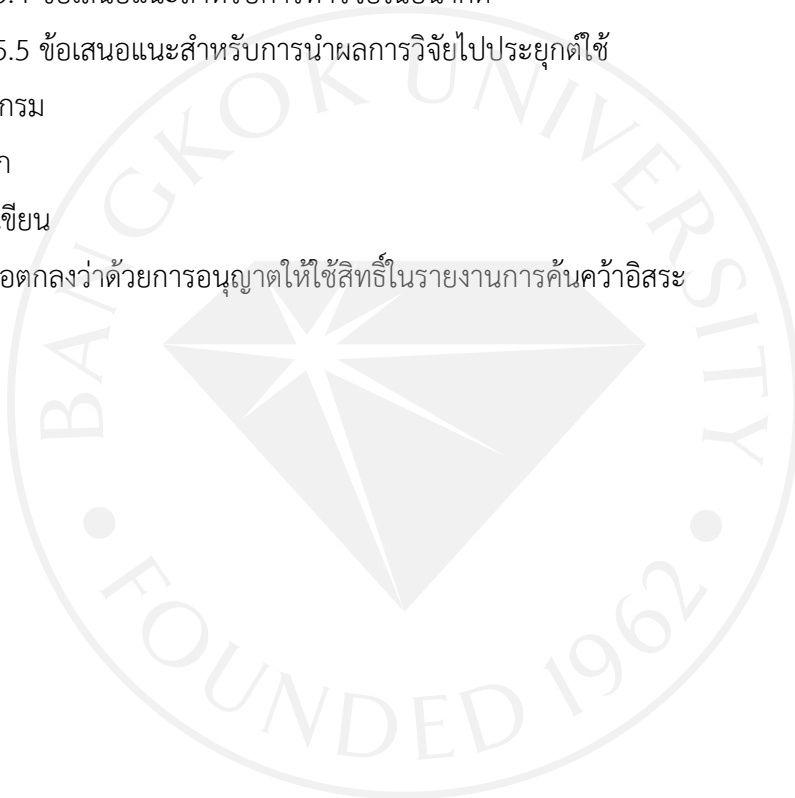 5.5 ข้อเสนอแนะสำหรับการนำผลการวิจัยไปประยุกต์ใช้
กรม
ก
เขียน
อตกลงว่าด้วยการอนุญาตให้ใช้สิทธิ์ในรายงานการค้นคว้าอิสระ
BANGKOK UNIVERSITY
FOUNDED 1962